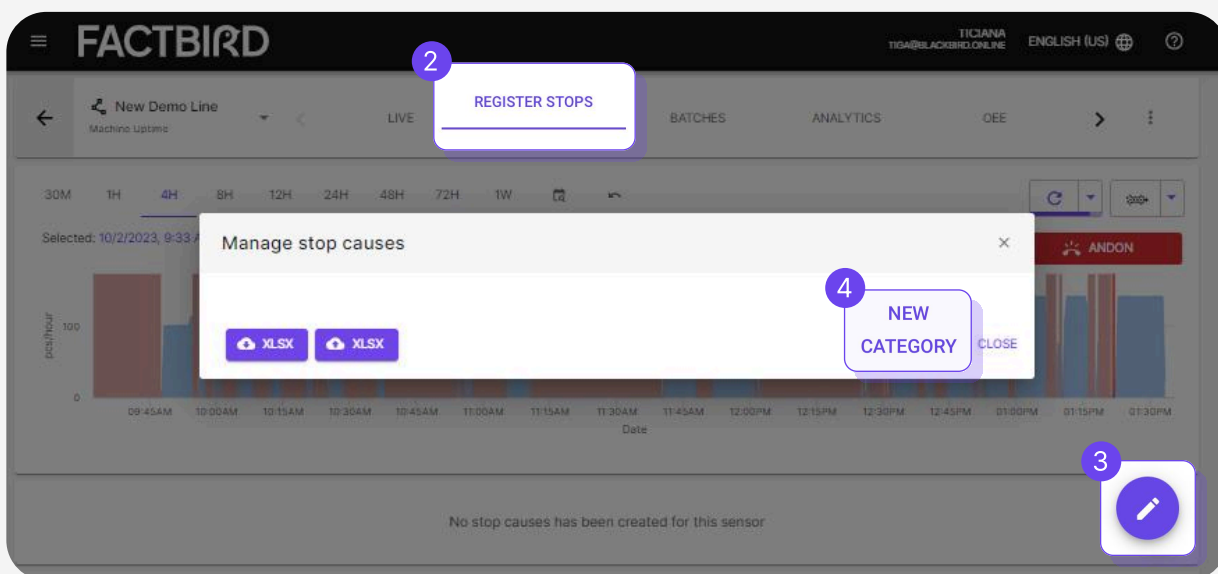 FACTBIRD
TICIANA
TIGA@BLACKBIRD.ONLINE
ENGLISH (US)
2
New Demo Line
Machine Uptime
LIVE
REGISTER STOPS
BATCHES
ANALYTICS
OEE
30M 1H 4H 8H 12H 24H 48H 72H 1W
Selected: 10/2/2023, 9:33 A
ANDON
Manage stop causes
4
NEW
CATEGORY
XLSX
XLSX
CLOSE
pcs/hour
100
0
09:45AM 10:00AM 10:15AM 10:30AM 10:45AM 11:00AM 11:15AM 11:30AM 11:45AM 12:00PM 12:15PM 12:30PM 12:45PM 01:00PM 01:15PM 01:30PM
Date
3
No stop causes has been created for this sensor